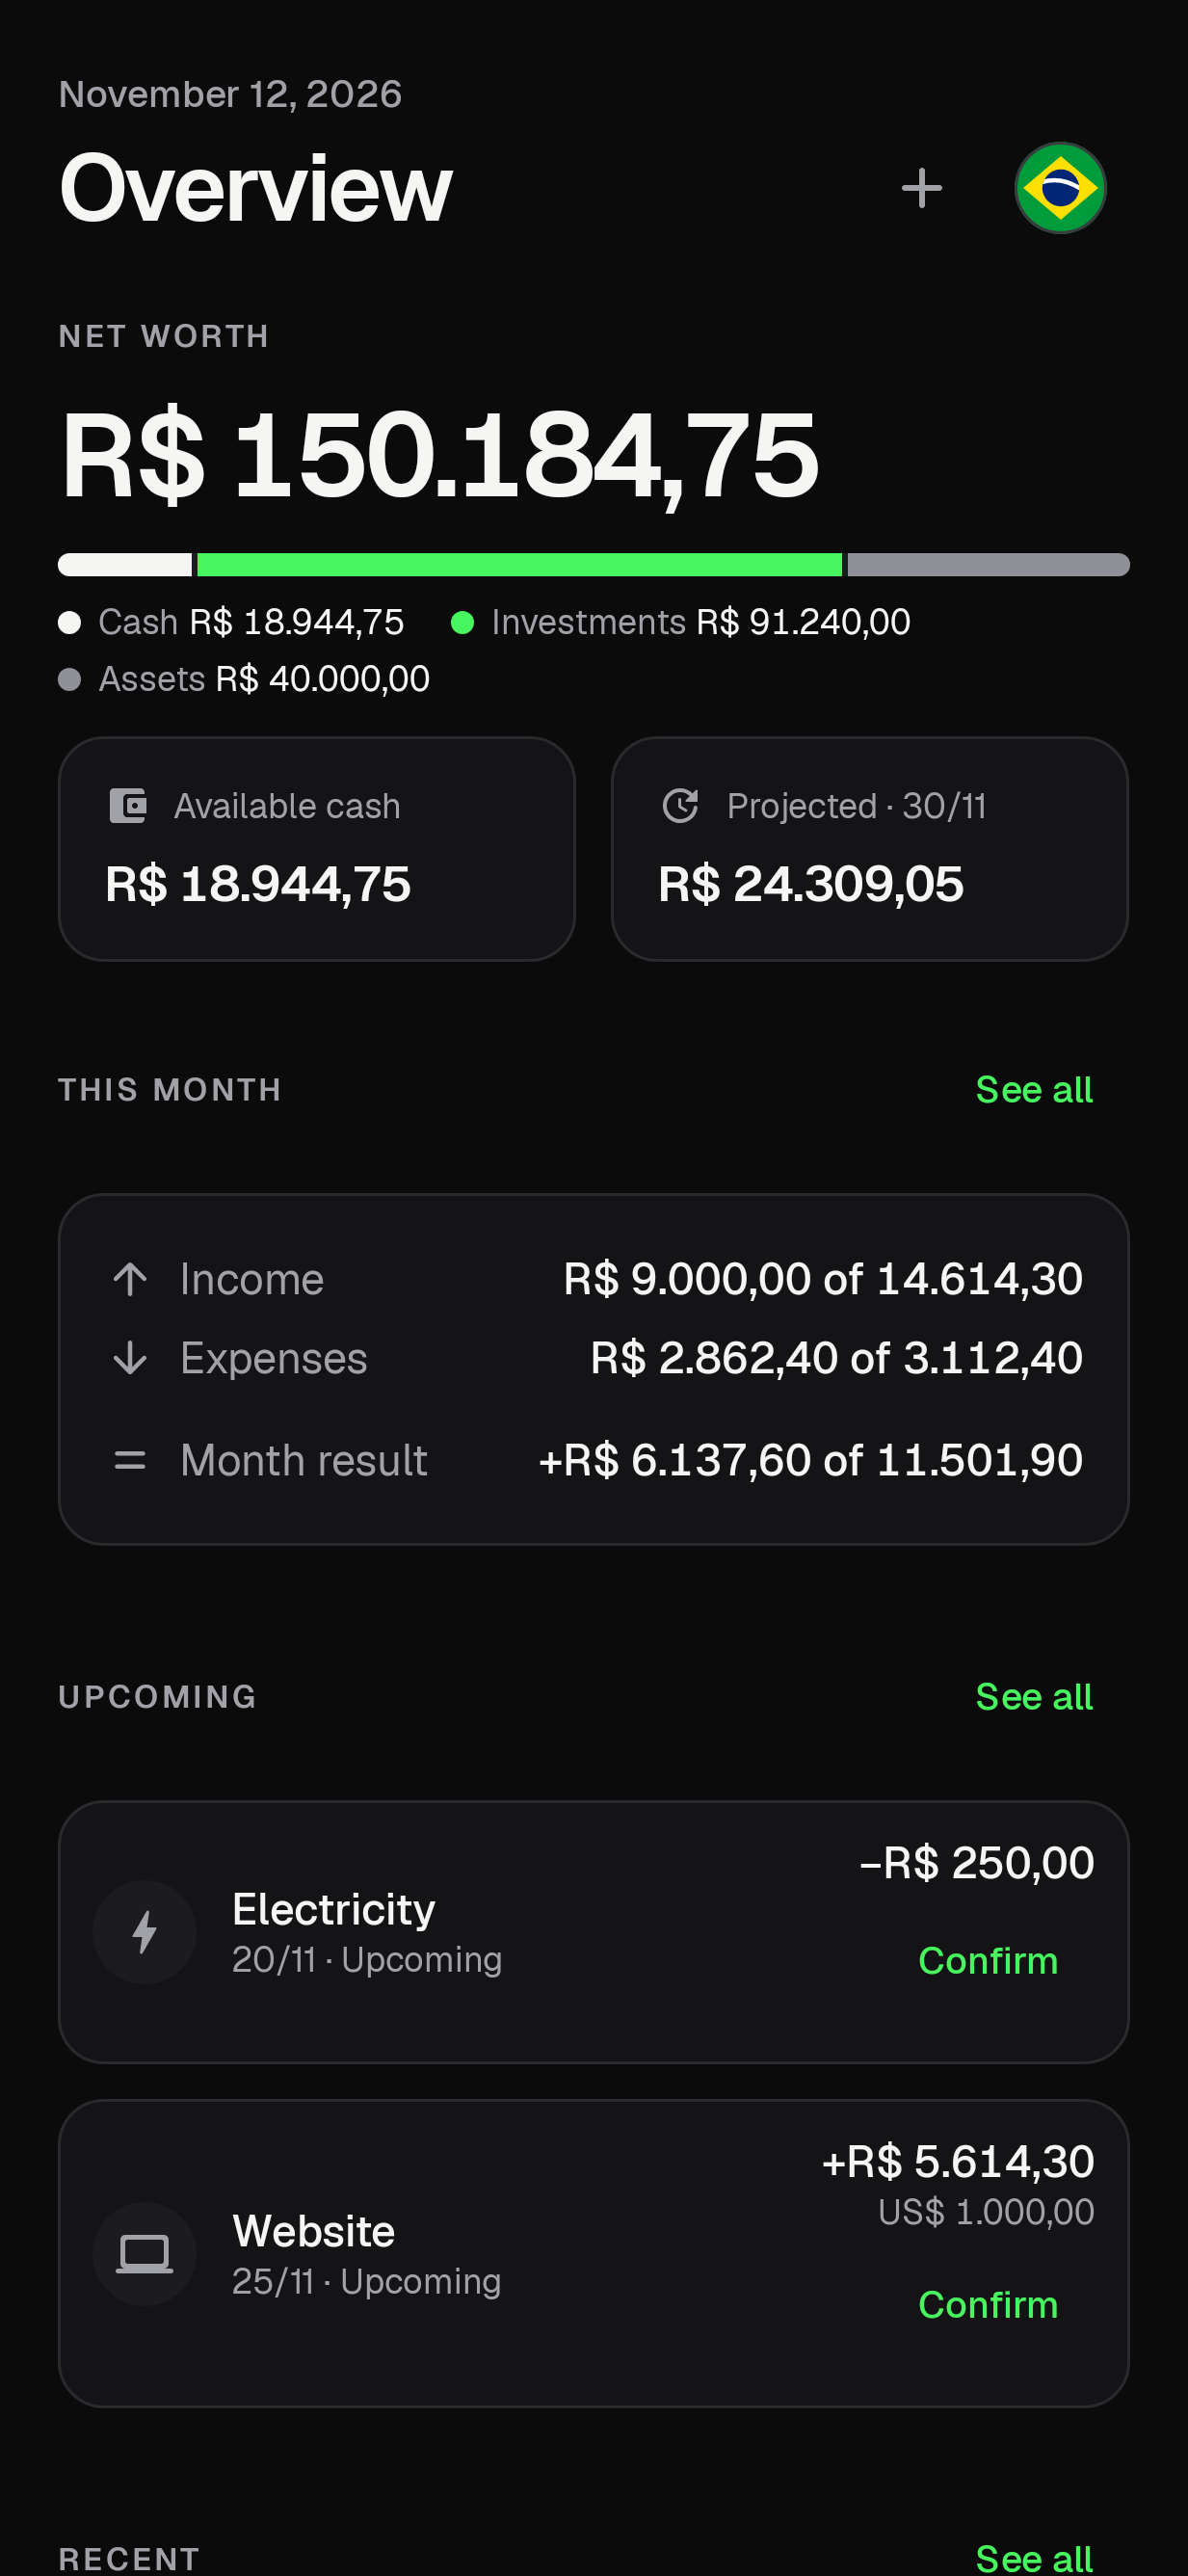 November 12, 2026
Overview
NET WORTH
R$ 150.184,75
Cash R$ 18.944,75 Investments R$ 91.240,00
Assets R$ 40.000,00
Available cash
R$ 18.944,75
Projected · 30/11
R$ 24.309,05
THIS MONTH See all
Income R$ 9.000,00 of 14.614,30
Expenses R$ 2.862,40 of 3.112,40
Month result +R$ 6.137,60 of 11.501,90
UPCOMING See all
–R$ 250,00
Electricity
20/11 · Upcoming
Confirm
+R$ 5.614,30
US$ 1.000,00
Website
25/11 · Upcoming
Confirm
RECENT See all